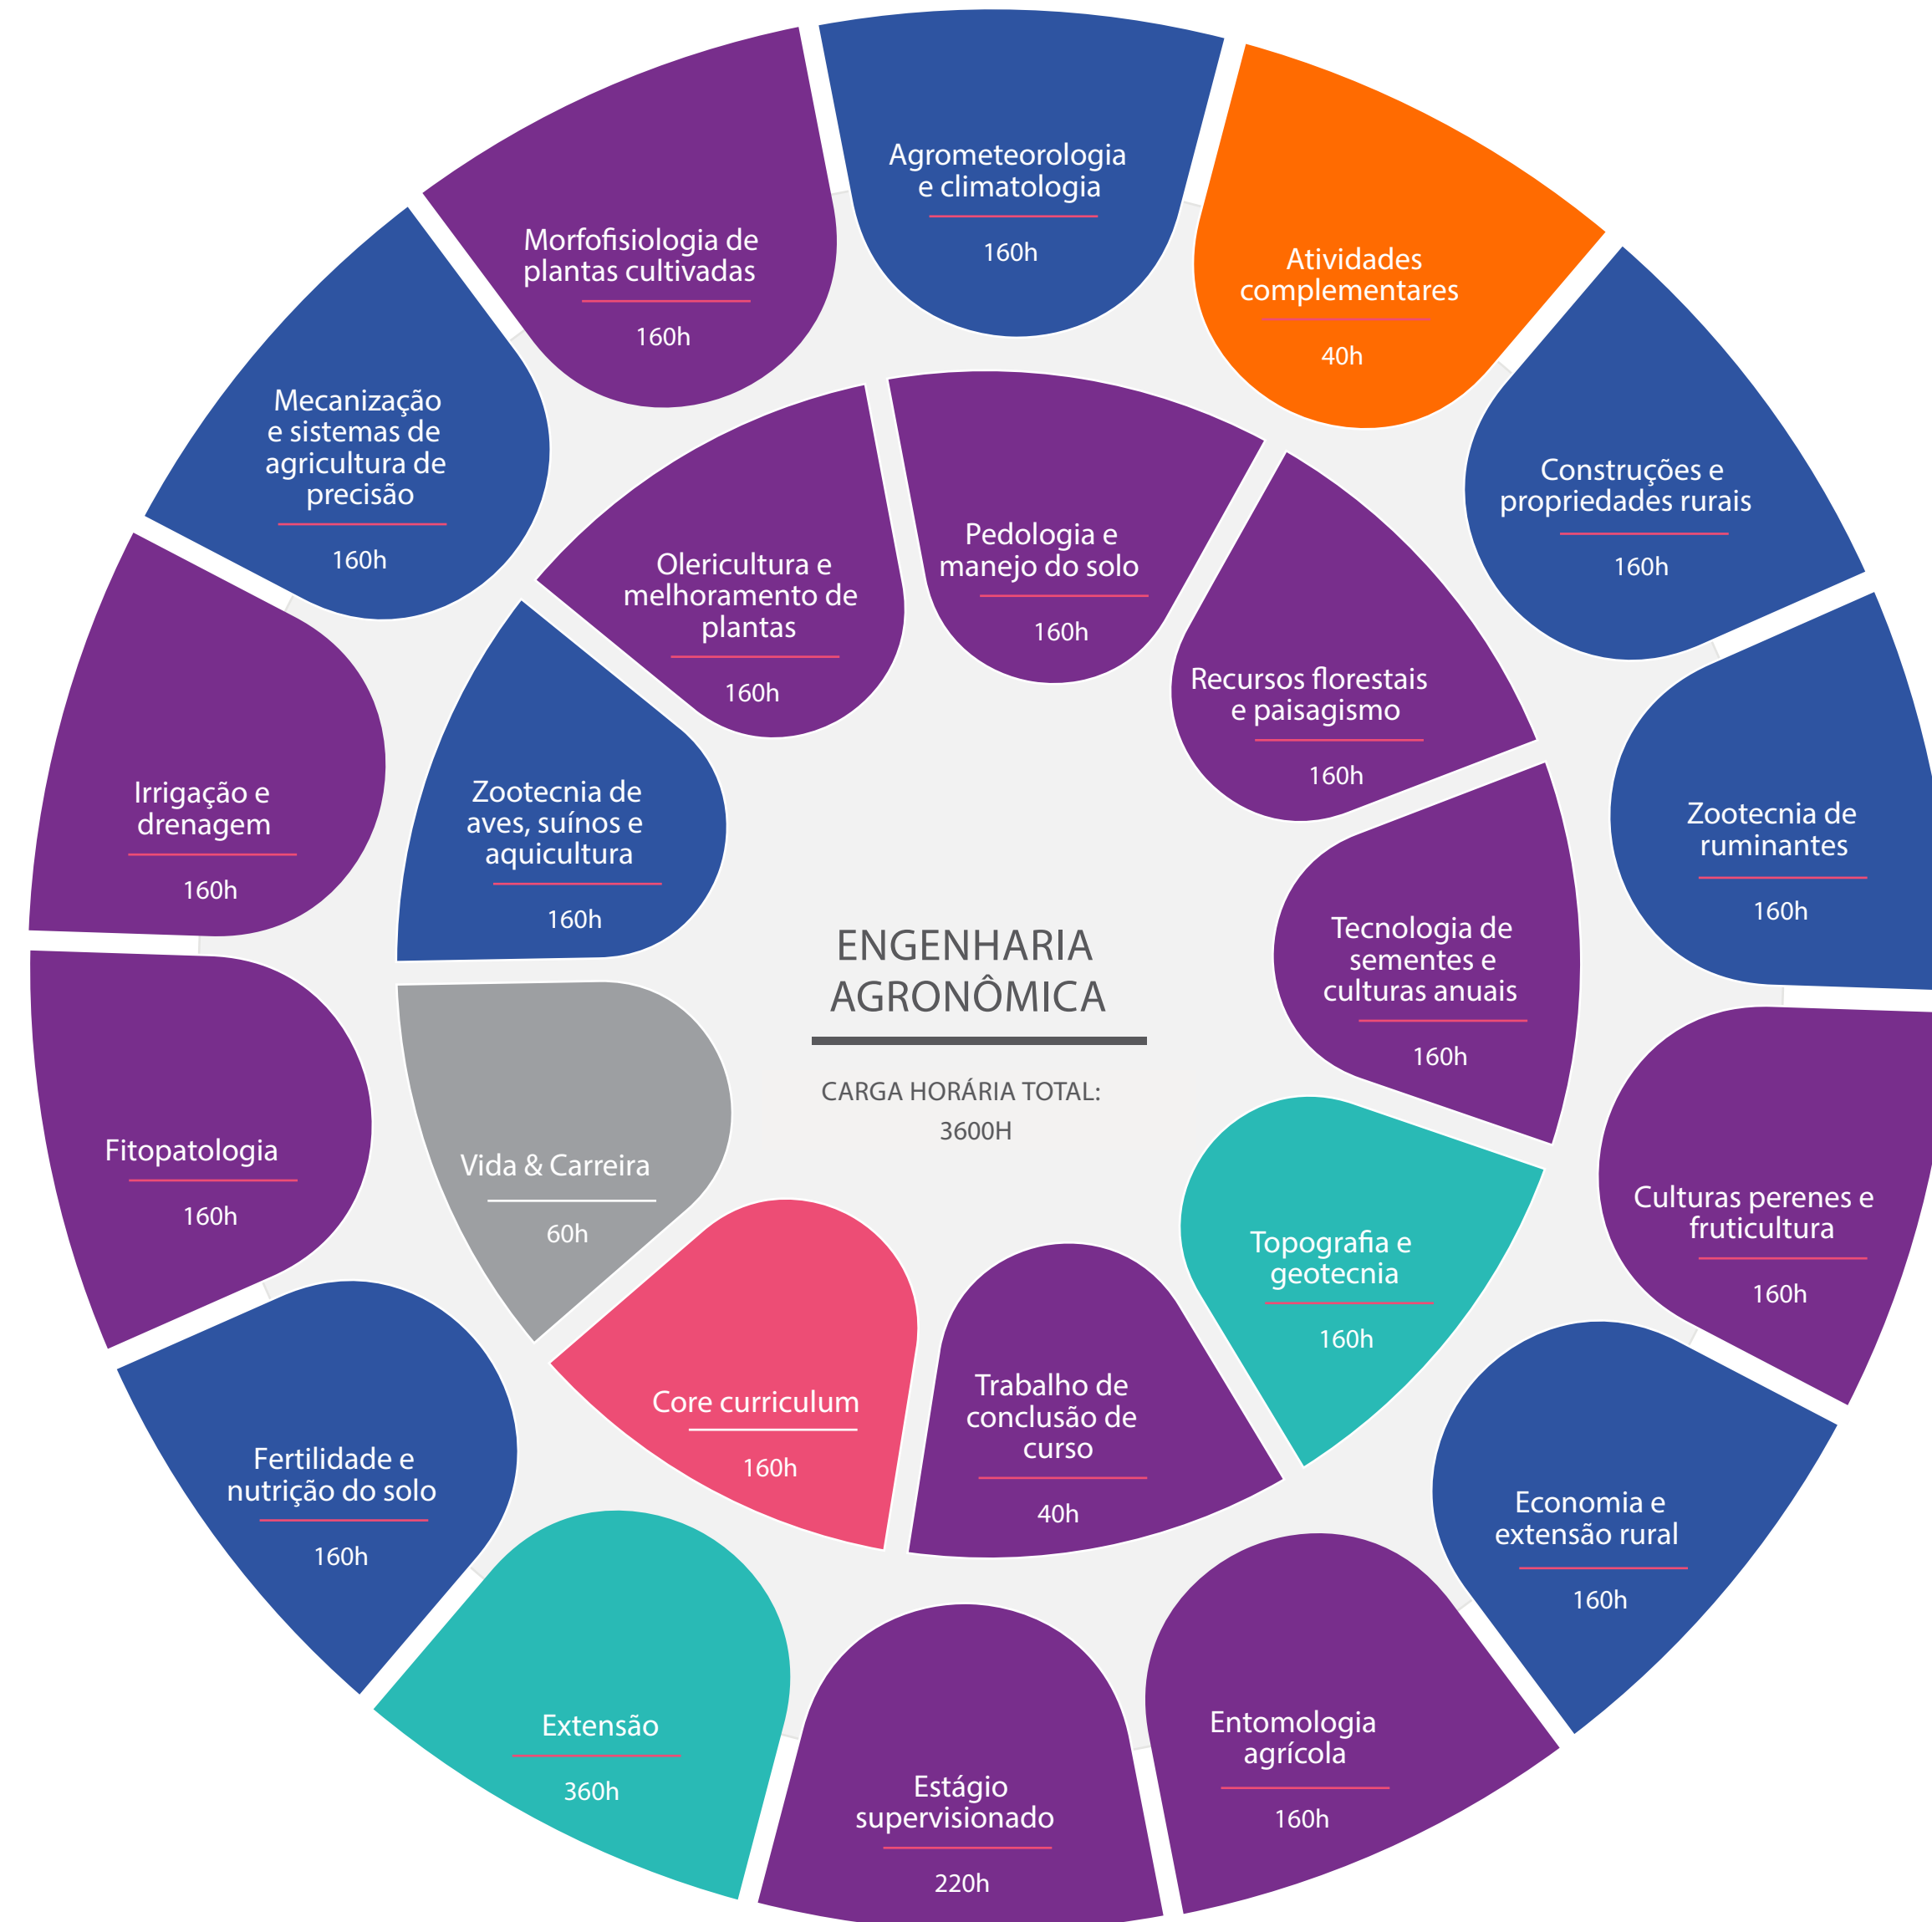 Agrometeorologia
e climatologia
160h
Atividades
complementares
40h
Construções e
propriedades rurais
160h
Zootecnia de
ruminantes
160h
Culturas perenes e
fruticultura
160h
Economia e
extensão rural
160h
Entomologia
agrícola
160h
Estágio
supervisionado
220h
Extensão
360h
Fertilidade e
nutrição do solo
160h
Fitopatologia
160h
Irrigação e
drenagem
160h
Mecanização
e sistemas de
agricultura de
precisão
160h
Morfofisiologia de
plantas cultivadas
160h
Pedologia e
manejo do solo
160h
Recursos florestais
e paisagismo
160h
Tecnologia de
sementes e
culturas anuais
160h
Topografia e
geotecnia
160h
Trabalho de
conclusão de
curso
40h
Core curriculum
160h
Vida & Carreira
60h
Zootecnia de
aves, suínos e
aquicultura
160h
Olericultura e
melhoramento de
plantas
160h
ENGENHARIA
AGRONÔMICA
CARGA HORÁRIA TOTAL:
3600H